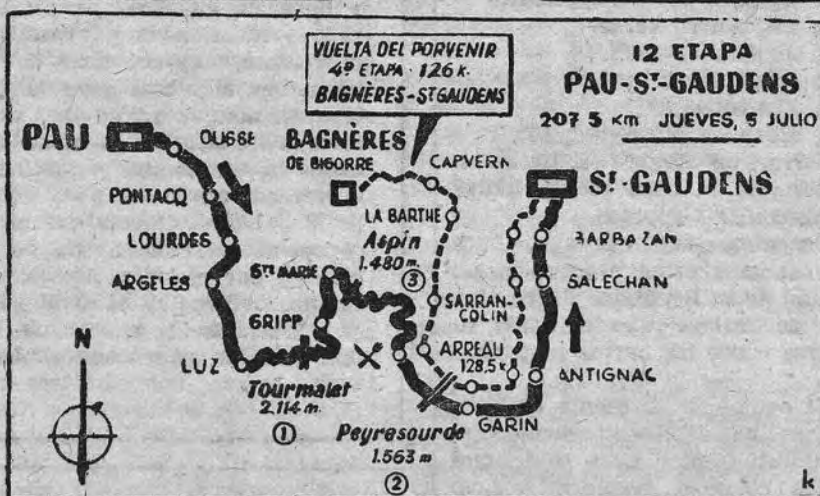 VUELTA DEL PORVENIR
4ª ETAPA · 126 k.
BAGNÈRES-ST GAUDENS
12 ETAPA
PAU-St-GAUDENS
207 5 Km JUEVES, 5 JULIO
PAU
OUSSE
BAGNÈRES
DE BIGORRE
CAPVERN
St-GAUDENS
PONTACQ
LA BARTHE
LOURDES
Aspin
1.480 m.
③
BARBAZAN
ARGELES
Ste MARIE
SARRAN-
COLIN
SALECHAN
GRIPP
N
LUZ
ARREAU
128,5 k
ANTIGNAC
Tourmalet
2.114 m.
①
GARIN
Peyresourde
1.563 m
②
k